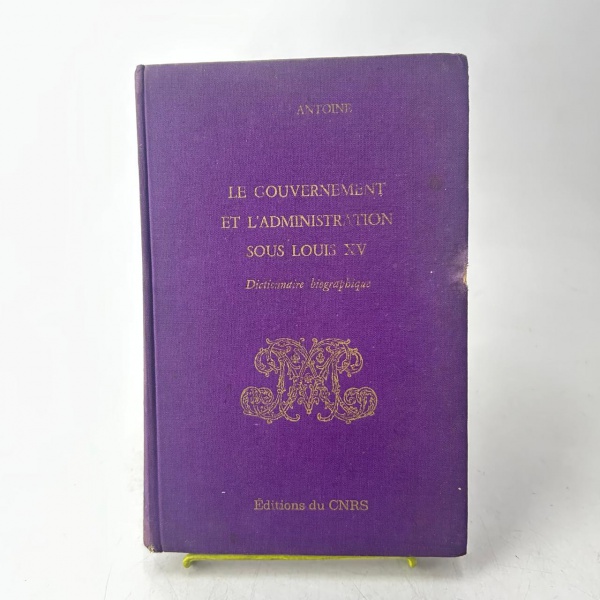 ANTOINE
LE GOUVERNEMENT
ET L'ADMINISTRATION
SOUS LOUIS XV
Dictionnaire biographique
Éditions du CNRS